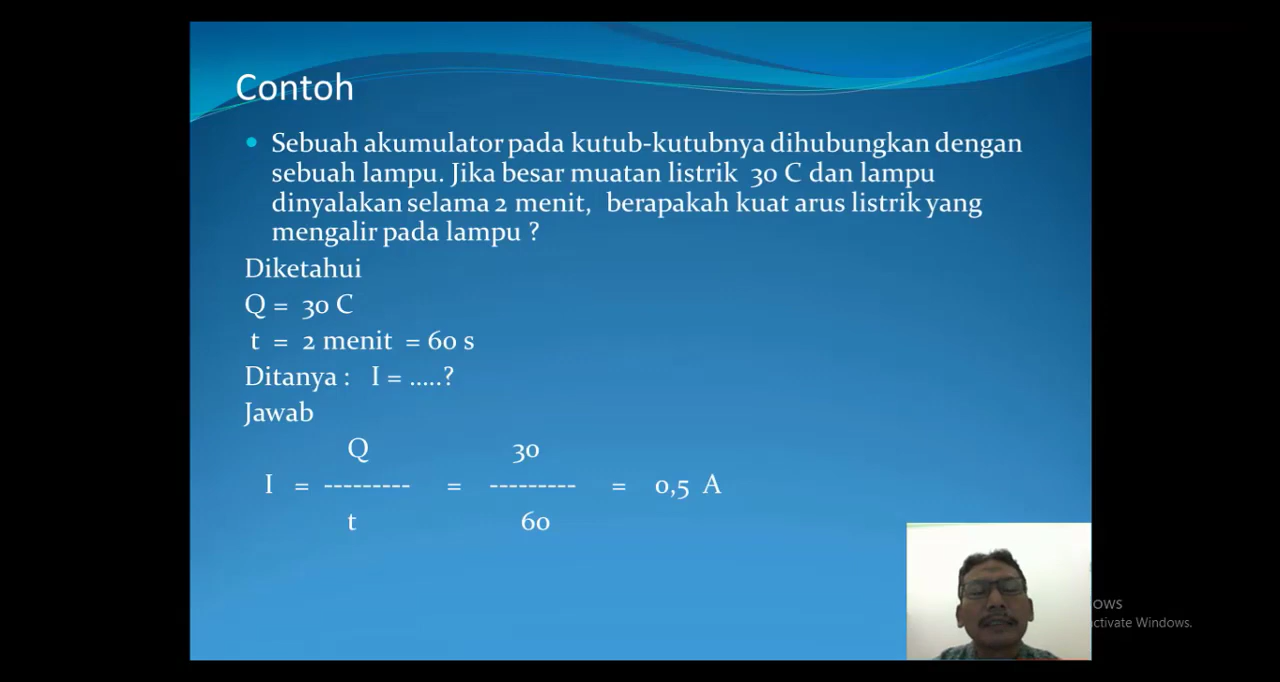 Contoh
Sebuah akumulator pada kutub-kutubnya dihubungkan dengan
sebuah lampu. Jika besar muatan listrik 30 C dan lampu
dinyalakan selama 2 menit, berapakah kuat arus listrik yang
mengalir pada lampu ?
Diketahui
Q = 30 C
t = 2 menit = 60 s
Ditanya : I = .....?
Jawab
Q 30
I = --------- = --------- = 0,5 A
t 60
ows
ctivate Windows.